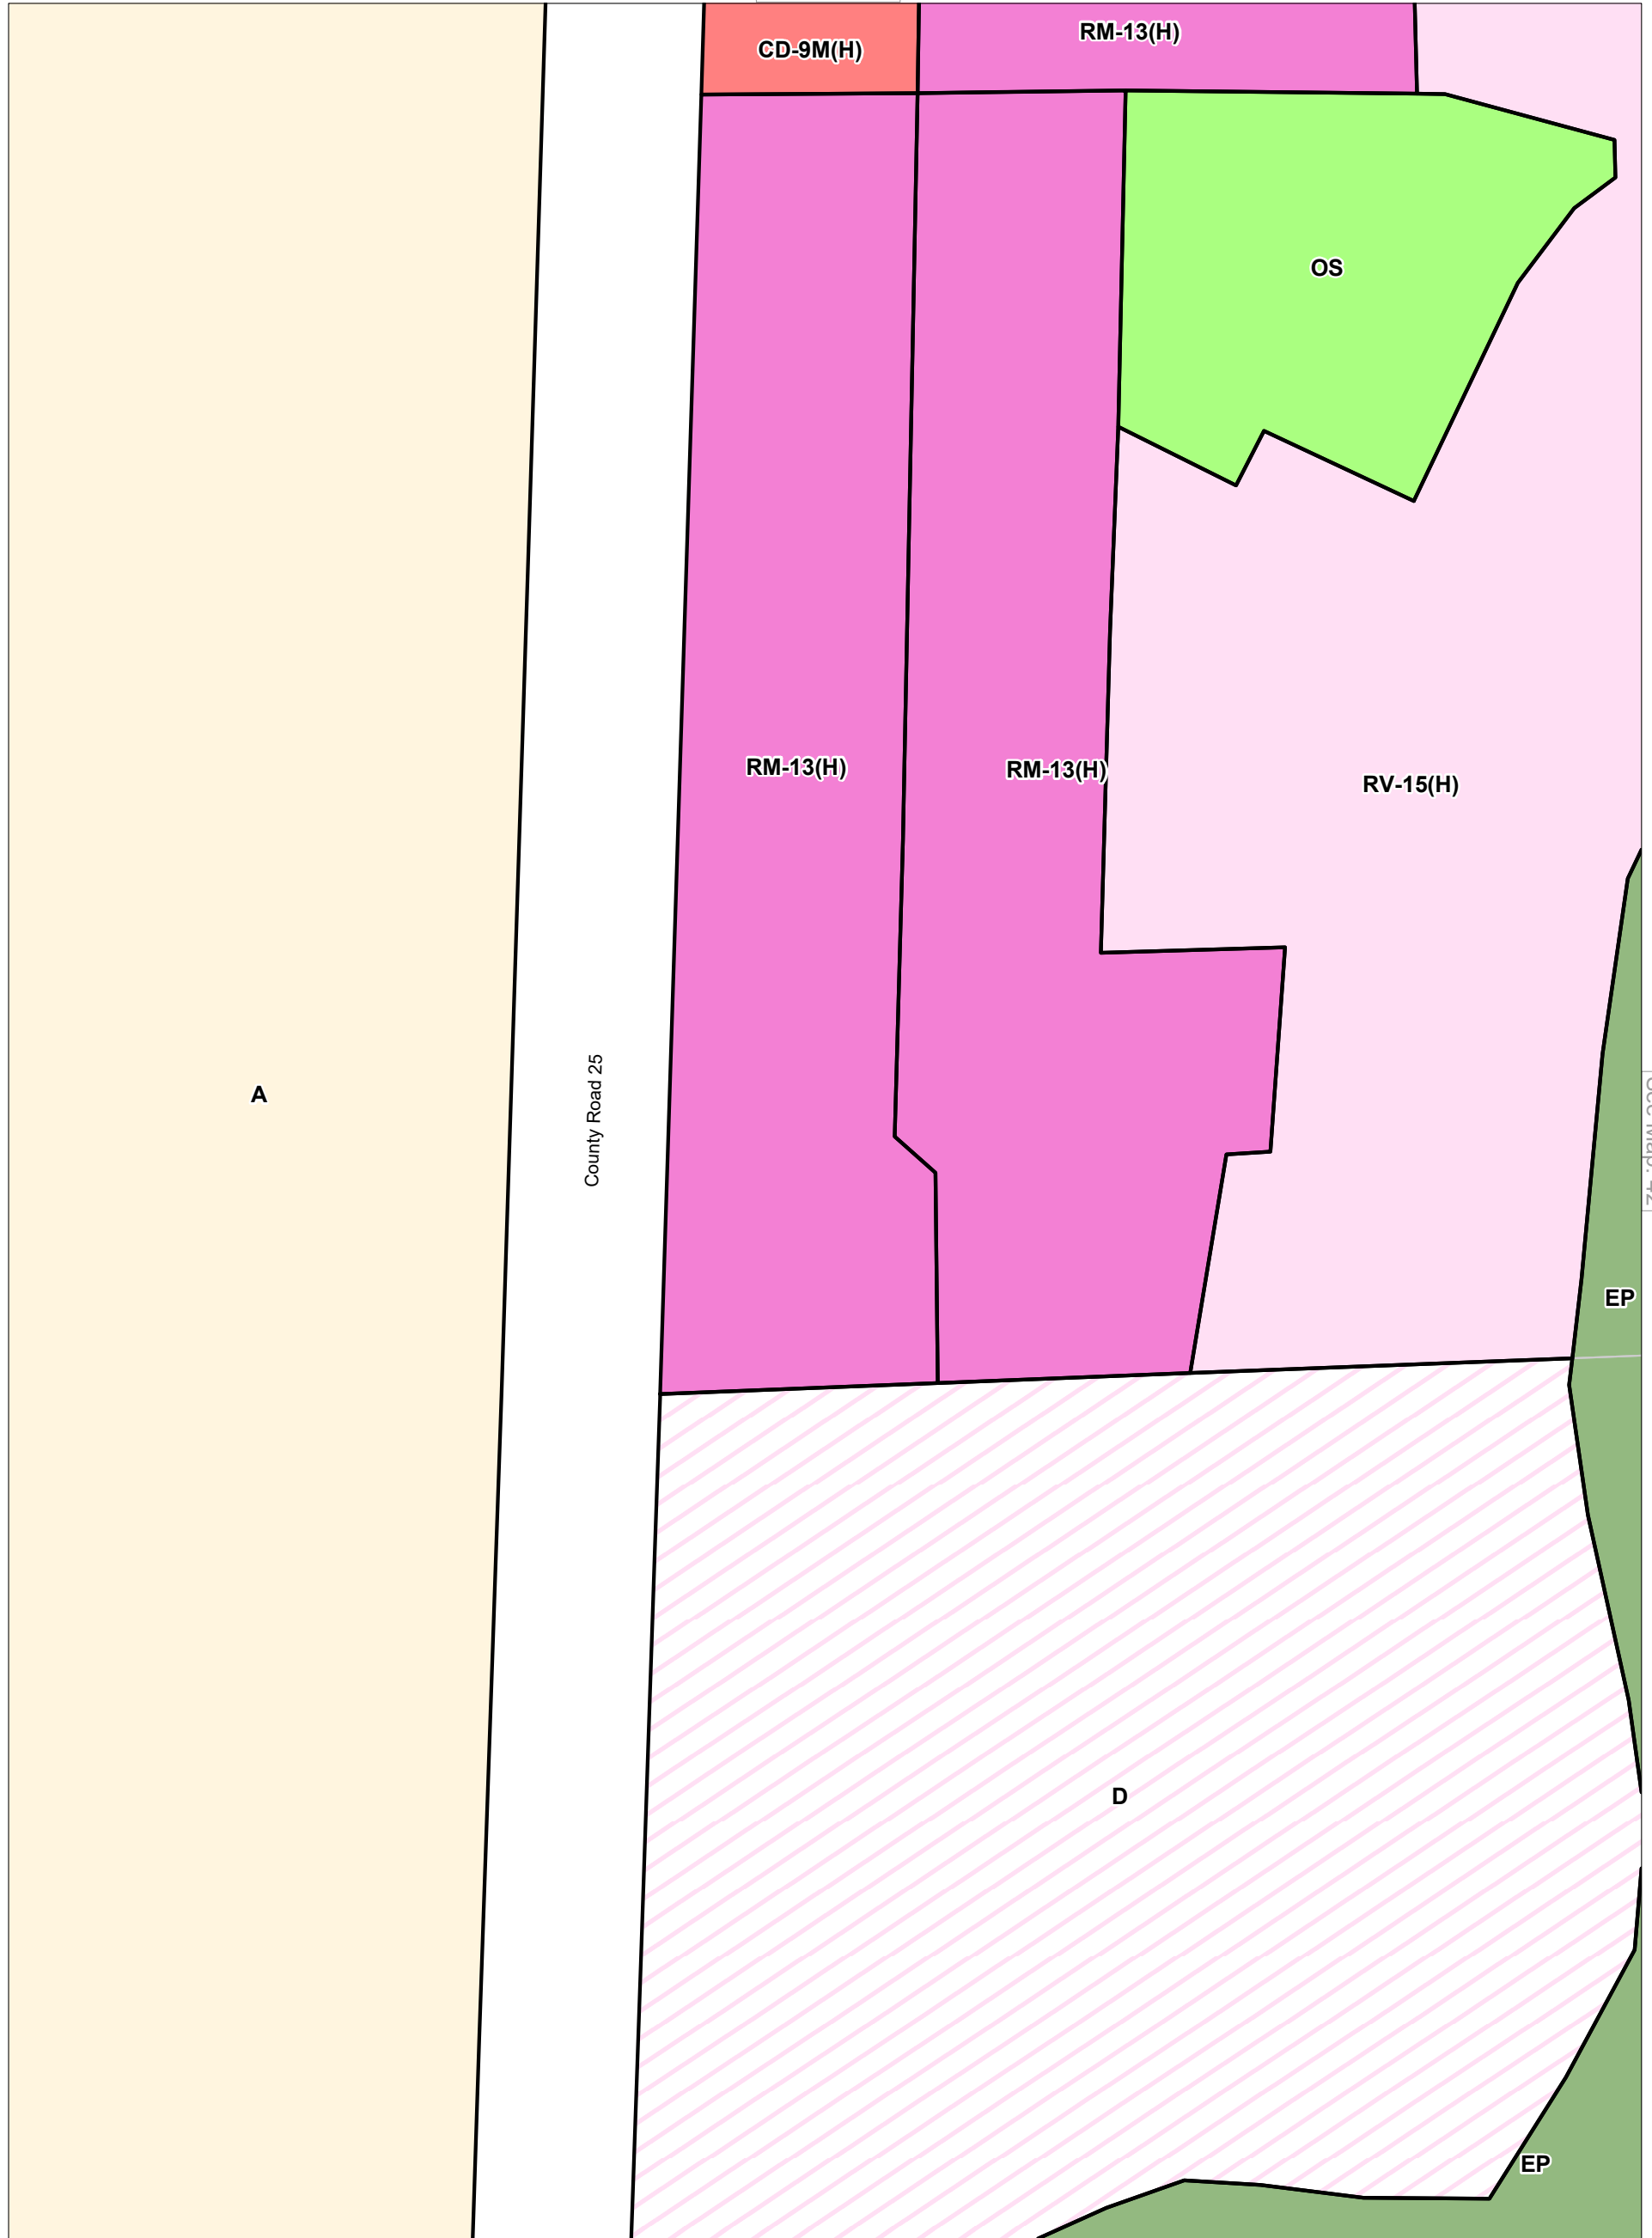 RM-13(H)
CD-9M(H)
OS
RM-13(H)
RM-13(H)
RV-15(H)
A
County Road 25
EP
D
EP